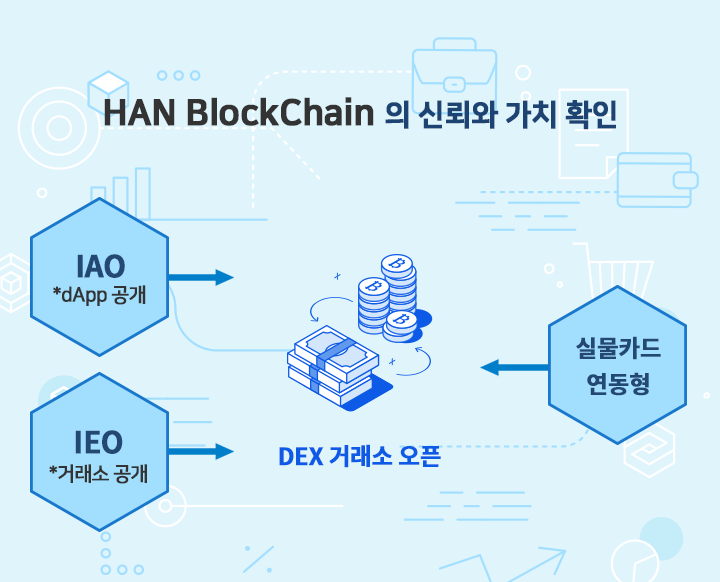 HAN BlockChain 의 신뢰와 가치 확인
IAO
*dApp 공개
IEO
*거래소 공개
DEX 거래소 오픈
실물카드
연동형